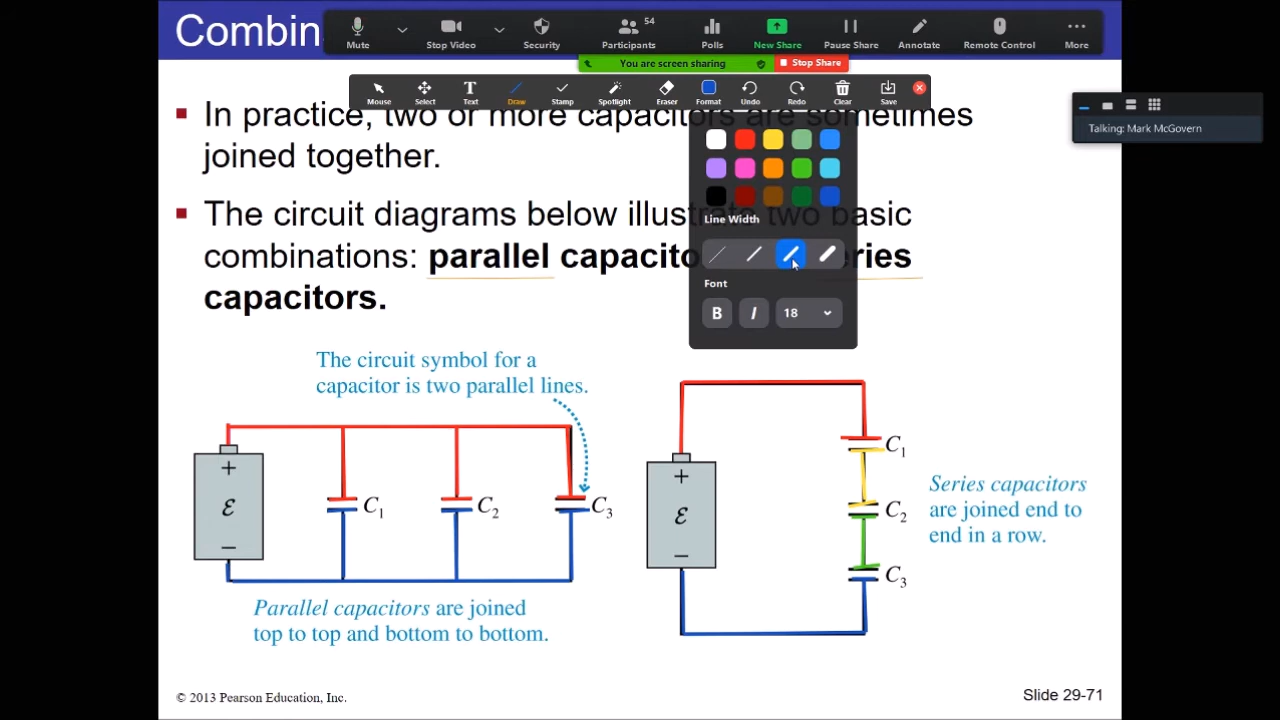 Combin
Mute
Stop Video
Security
Participants
54
Polls
New Share
Pause Share
Annotate
Remote Control
More
You are screen sharing
Stop Share
Mouse
Select
Text
Draw
Stamp
Spotlight
Eraser
Format
Undo
Redo
Clear
Save
Talking: Mark McGovern
In practice, two or more capacitors are sometimes
joined together.
The circuit diagrams below illustrate two basic
combinations: parallel capacito eries
capacitors.
Line Width
Font
B
I
18
The circuit symbol for a
capacitor is two parallel lines.
+
ℰ
−
C1
C2
C3
Parallel capacitors are joined
top to top and bottom to bottom.
+
ℰ
−
C1
C2
C3
Series capacitors
are joined end to
end in a row.
© 2013 Pearson Education, Inc.
Slide 29-71